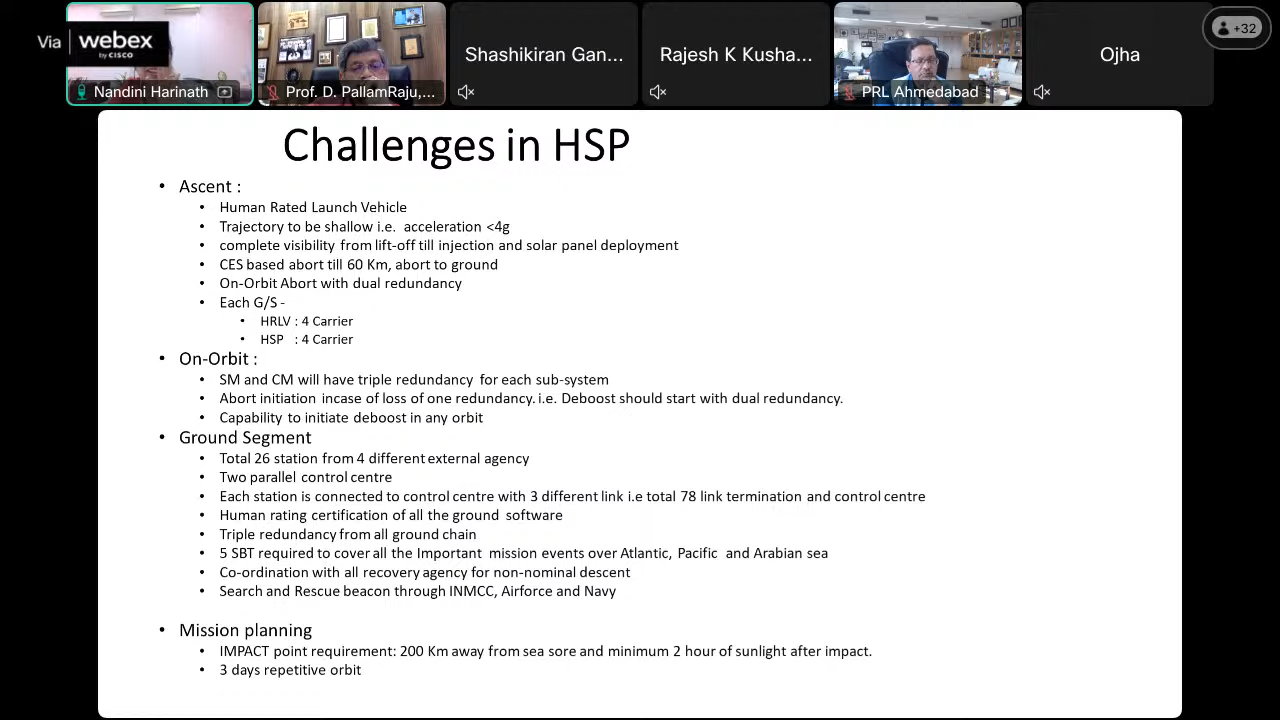 Via webex
by CISCO
Nandini Harinath
Prof. D. PallamRaju,...
Shashikiran Gan...
Rajesh K Kusha...
PRL Ahmedabad
Ojha
+32
Challenges in HSP
• Ascent :
• Human Rated Launch Vehicle
• Trajectory to be shallow i.e. acceleration <4g
• complete visibility from lift-off till injection and solar panel deployment
• CES based abort till 60 Km, abort to ground
• On-Orbit Abort with dual redundancy
• Each G/S -
• HRLV : 4 Carrier
• HSP : 4 Carrier
• On-Orbit :
• SM and CM will have triple redundancy for each sub-system
• Abort initiation incase of loss of one redundancy. i.e. Deboost should start with dual redundancy.
• Capability to initiate deboost in any orbit
• Ground Segment
• Total 26 station from 4 different external agency
• Two parallel control centre
• Each station is connected to control centre with 3 different link i.e total 78 link termination and control centre
• Human rating certification of all the ground software
• Triple redundancy from all ground chain
• 5 SBT required to cover all the Important mission events over Atlantic, Pacific and Arabian sea
• Co-ordination with all recovery agency for non-nominal descent
• Search and Rescue beacon through INMCC, Airforce and Navy
• Mission planning
• IMPACT point requirement: 200 Km away from sea sore and minimum 2 hour of sunlight after impact.
• 3 days repetitive orbit